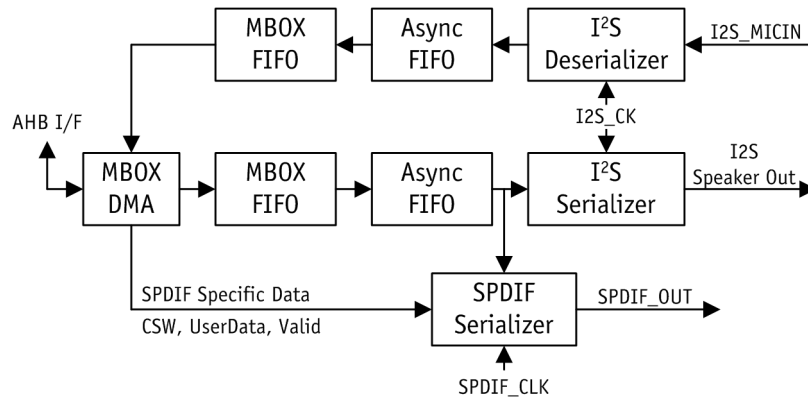 MBOX
FIFO
Async
FIFO
I²S
Deserializer
I2S_MICIN
I2S_CK
AHB I/F
MBOX
DMA
MBOX
FIFO
Async
FIFO
I²S
Serializer
I2S
Speaker Out
SPDIF Specific Data
CSW, UserData, Valid
SPDIF
Serializer
SPDIF_OUT
SPDIF_CLK